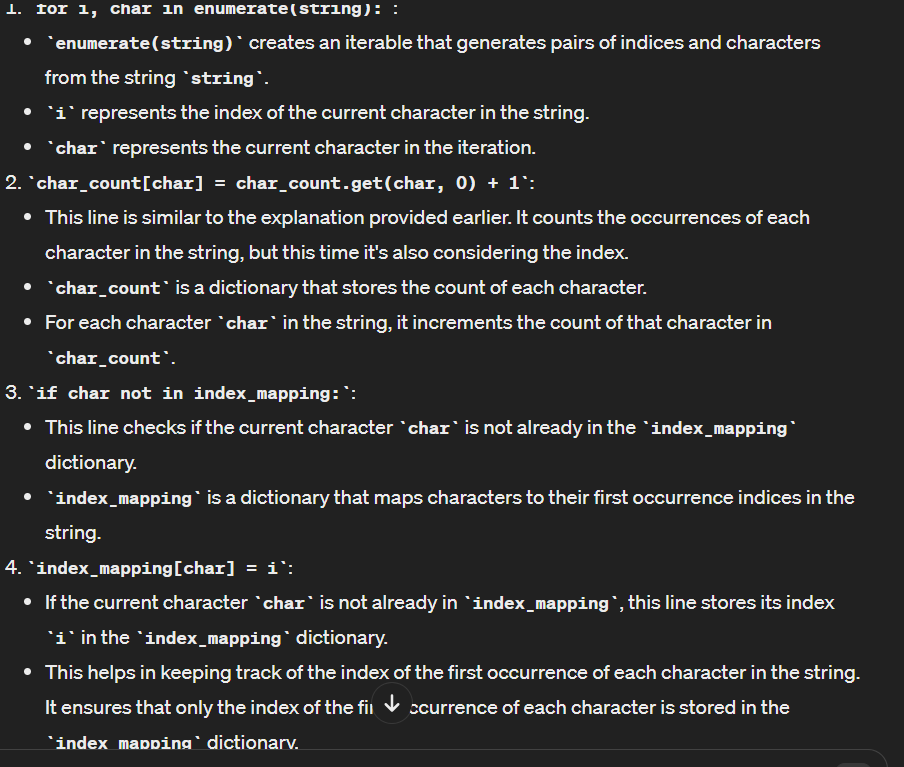 1. for i, char in enumerate(string): :
• `enumerate(string)` creates an iterable that generates pairs of indices and characters
from the string `string`.
• `i` represents the index of the current character in the string.
• `char` represents the current character in the iteration.
2. `char_count[char] = char_count.get(char, 0) + 1`:
• This line is similar to the explanation provided earlier. It counts the occurrences of each
character in the string, but this time it's also considering the index.
• `char_count` is a dictionary that stores the count of each character.
• For each character `char` in the string, it increments the count of that character in
`char_count`.
3. `if char not in index_mapping:`:
• This line checks if the current character `char` is not already in the `index_mapping`
dictionary.
• `index_mapping` is a dictionary that maps characters to their first occurrence indices in the
string.
4. `index_mapping[char] = i`:
• If the current character `char` is not already in `index_mapping`, this line stores its index
`i` in the `index_mapping` dictionary.
• This helps in keeping track of the index of the first occurrence of each character in the string.
It ensures that only the index of the fi ccurrence of each character is stored in the
`index_mapping` dictionary.